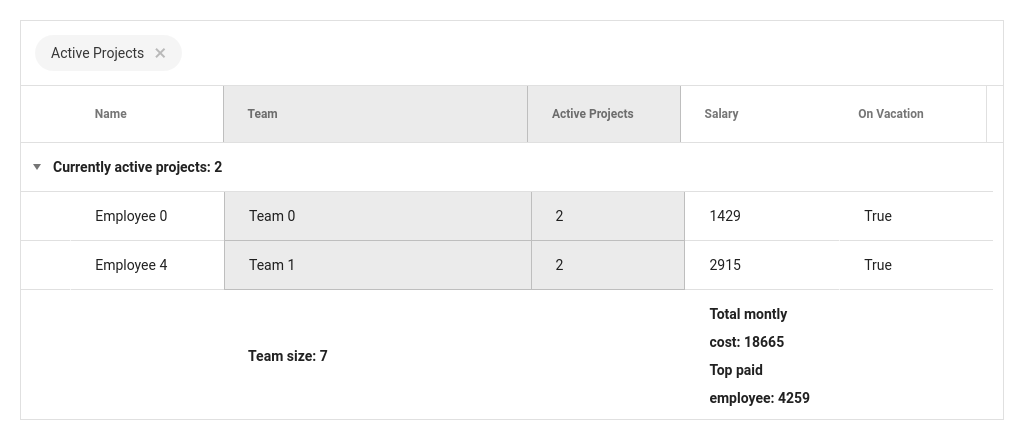 Active Projects
Name Team Active Projects Salary On Vacation
Currently active projects: 2
Employee 0 Team 0 2 1429 True
Employee 4 Team 1 2 2915 True
Team size: 7
Total montly
cost: 18665
Top paid
employee: 4259